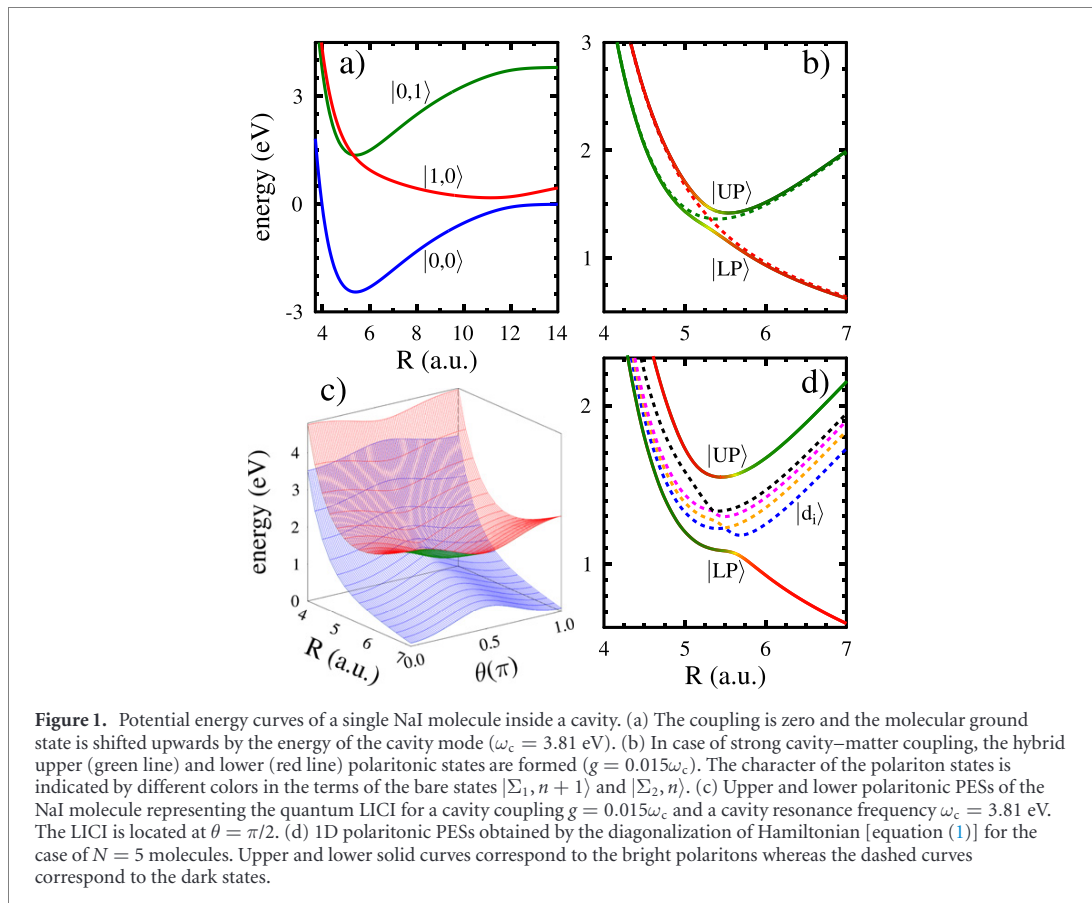 a)
|0,1⟩
|1,0⟩
|0,0⟩
energy (eV)
3
0
-3
4 6 8 10 12 14
R (a.u.)
b)
|UP⟩
|LP⟩
3
2
1
4 5 6 7
c)
energy (eV)
4
3
2
1
0
4
5
6
7
R (a.u.)
0.0
0.5
1.0
θ(π)
d)
|UP⟩
|d_i⟩
|LP⟩
2
1
4 5 6 7
R (a.u.)
Figure 1. Potential energy curves of a single NaI molecule inside a cavity. (a) The coupling is zero and the molecular ground
state is shifted upwards by the energy of the cavity mode (ω_c = 3.81 eV). (b) In case of strong cavity–matter coupling, the hybrid
upper (green line) and lower (red line) polaritonic states are formed (g = 0.015ω_c). The character of the polariton states is
indicated by different colors in the terms of the bare states |Σ₁, n + 1⟩ and |Σ₂, n⟩. (c) Upper and lower polaritonic PESs of the
NaI molecule representing the quantum LICI for a cavity coupling g = 0.015ω_c and a cavity resonance frequency ω_c = 3.81 eV.
The LICI is located at θ = π/2. (d) 1D polaritonic PESs obtained by the diagonalization of Hamiltonian [equation (1)] for the
case of N = 5 molecules. Upper and lower solid curves correspond to the bright polaritons whereas the dashed curves
correspond to the dark states.